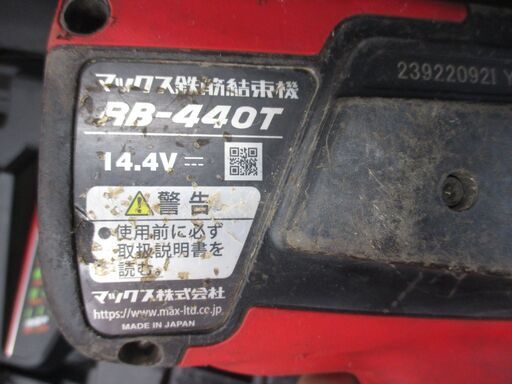 マックス鉄筋結束機
RB-440T
14.4V
警告
●使用前に必ず
取扱説明書を
読む。
マックス株式会社
https://www.max-ltd.co.jp
MADE IN JAPAN
23922092I Y